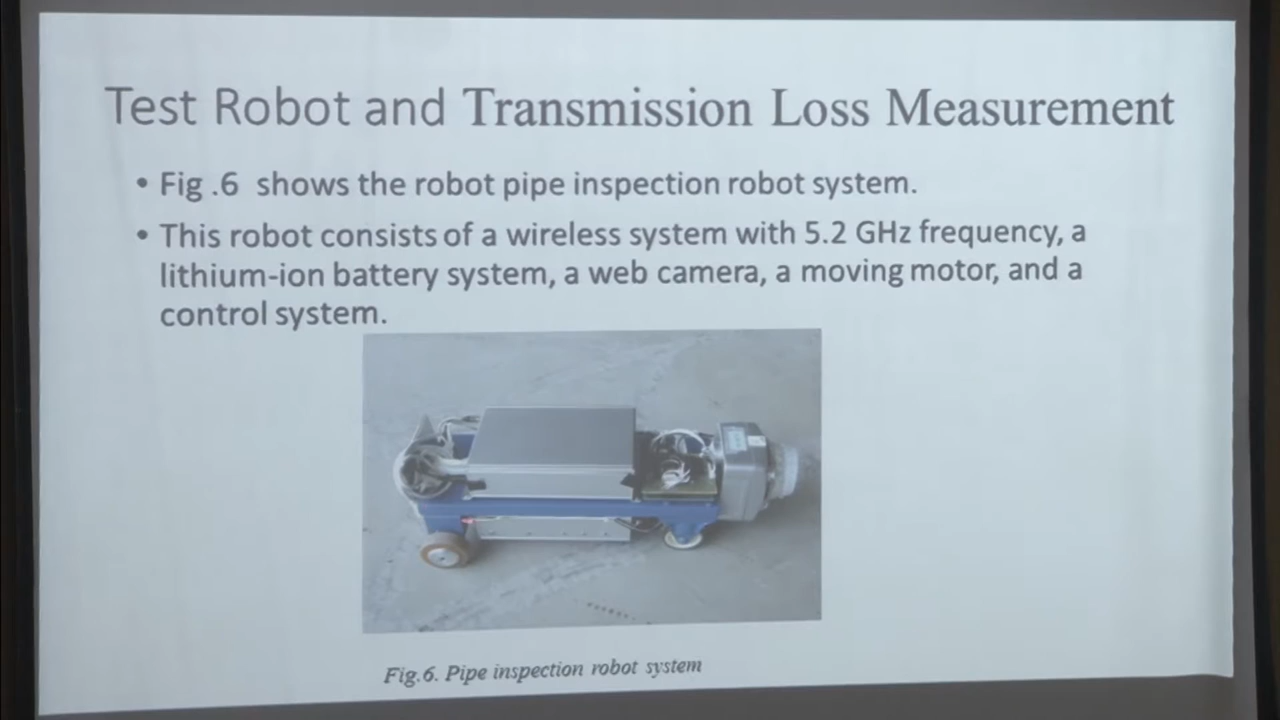 Test Robot and Transmission Loss Measurement
• Fig .6 shows the robot pipe inspection robot system.
• This robot consists of a wireless system with 5.2 GHz frequency, a
lithium-ion battery system, a web camera, a moving motor, and a
control system.
Fig.6. Pipe inspection robot system